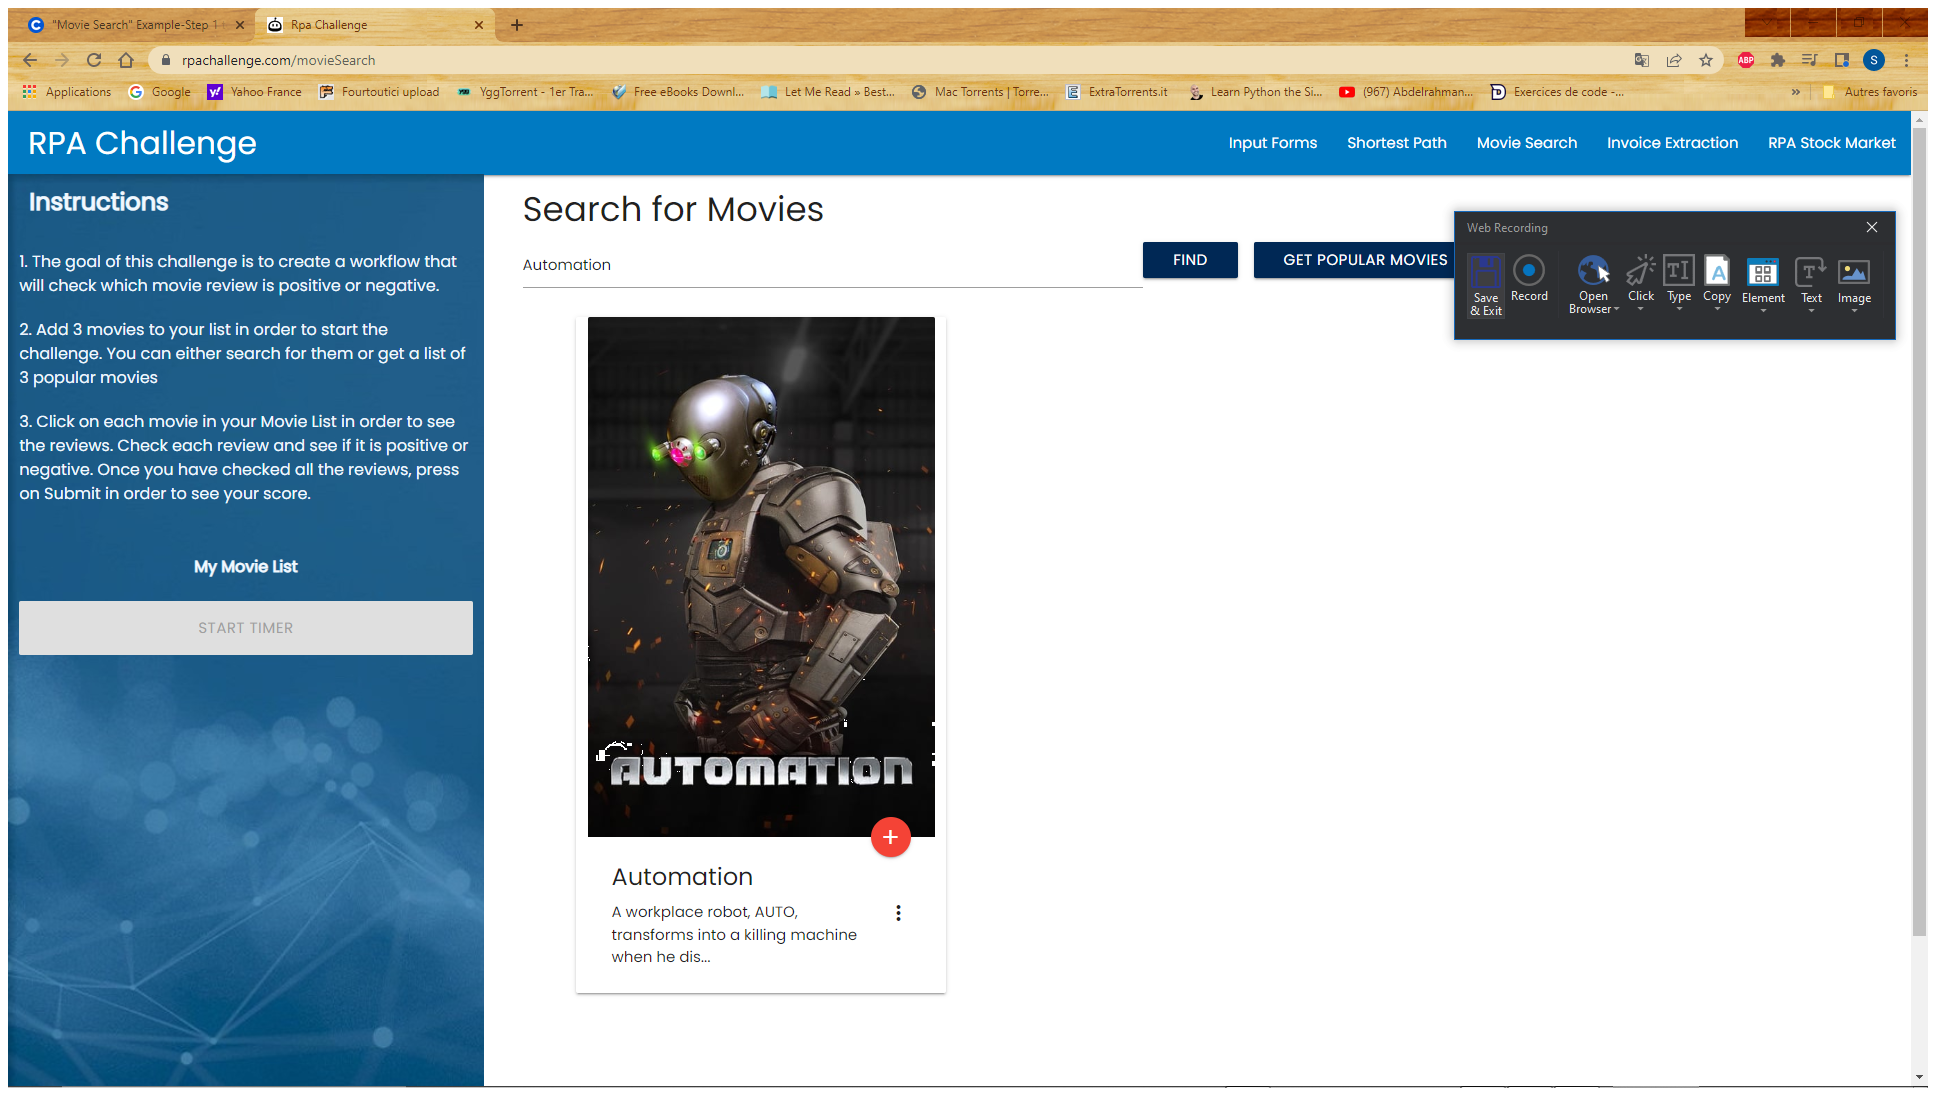 "Movie Search" Example-Step 1
Rpa Challenge
rpachallenge.com/movieSearch
ABP
S
Applications
Google
Yahoo France
Fourtoutici upload
YggTorrent - 1er Tra...
Free eBooks Downl...
Let Me Read » Best...
Mac Torrents | Torre...
ExtraTorrents.it
Learn Python the Si...
(967) Abdelrahman...
Exercices de code -...
»
Autres favoris
RPA Challenge
Input Forms
Shortest Path
Movie Search
Invoice Extraction
RPA Stock Market
Instructions
1. The goal of this challenge is to create a workflow that
will check which movie review is positive or negative.
2. Add 3 movies to your list in order to start the
challenge. You can either search for them or get a list of
3 popular movies
3. Click on each movie in your Movie List in order to see
the reviews. Check each review and see if it is positive or
negative. Once you have checked all the reviews, press
on Submit in order to see your score.
My Movie List
START TIMER
Search for Movies
Automation
FIND
GET POPULAR MOVIES
Web Recording
Save
& Exit
Record
Open
Browser
Click
Type
Copy
Element
Text
Image
AUTOMATION
Automation
A workplace robot, AUTO,
transforms into a killing machine
when he dis...